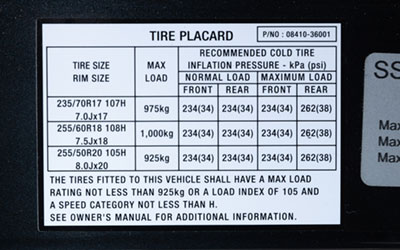 TIRE PLACARD
P/NO : 08410-36001
TIRE SIZE RIM SIZE
MAX LOAD
RECOMMENDED COLD TIRE
INFLATION PRESSURE - kPa (psi)
NORMAL LOAD MAXIMUM LOAD
FRONT REAR FRONT REAR
235/70R17 107H 7.0Jx17 975kg 234(34) 234(34) 234(34) 262(38)
255/60R18 108H 7.5Jx18 1,000kg 234(34) 234(34) 234(34) 262(38)
255/50R20 105H 8.0Jx20 925kg 234(34) 234(34) 234(34) 262(38)
THE TIRES FITTED TO THIS VEHICLE SHALL HAVE A MAX LOAD
RATING NOT LESS THAN 925kg OR A LOAD INDEX OF 105 AND
A SPEED CATEGORY NOT LESS THAN H.
SEE OWNER'S MANUAL FOR ADDITIONAL INFORMATION.
SS
Max
Max
Max